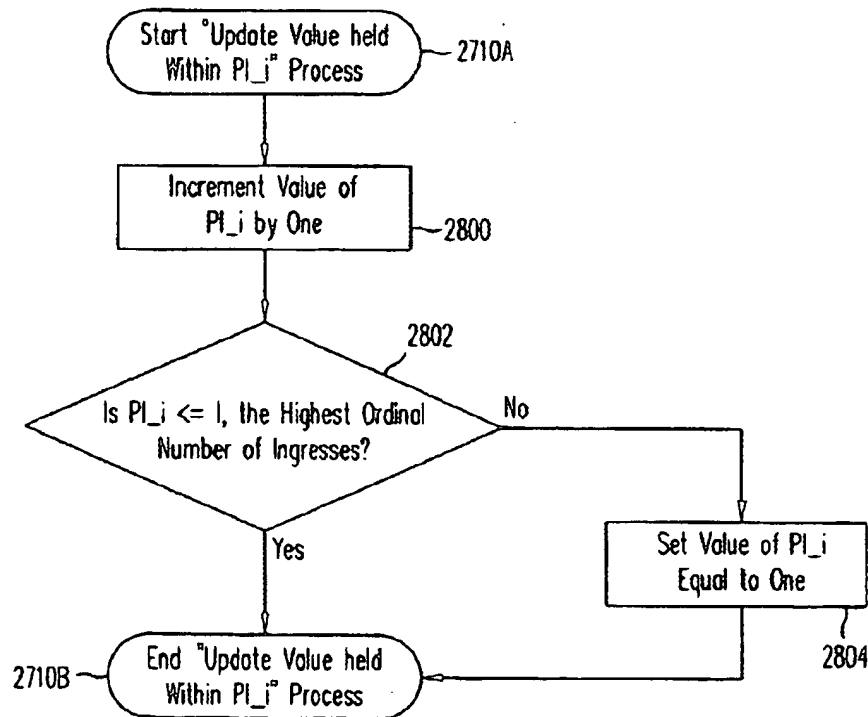 Start "Update Value held
Within PI_i" Process
2710A
Increment Value of
PI_i by One
2800
2802
Is PI_i <= I, the Highest Ordinal
Number of Ingresses?
No
Yes
Set Value of PI_i
Equal to One
2804
2710B
End "Update Value held
Within PI_i" Process